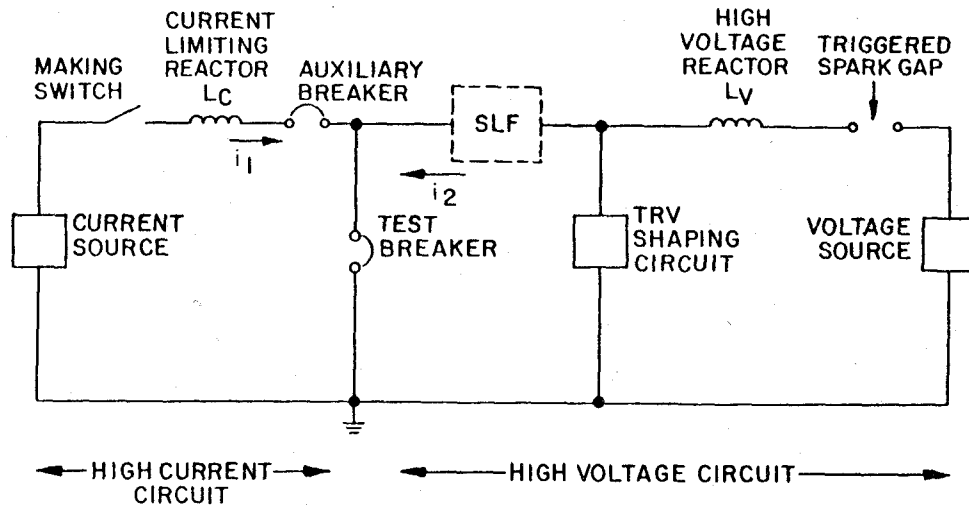 MAKING
SWITCH
CURRENT
LIMITING
REACTOR
LC
AUXILIARY
BREAKER
HIGH
VOLTAGE
REACTOR
LV
TRIGGERED
SPARK GAP
i1
SLF
i2
CURRENT
SOURCE
TEST
BREAKER
TRV
SHAPING
CIRCUIT
VOLTAGE
SOURCE
HIGH CURRENT
CIRCUIT
HIGH VOLTAGE CIRCUIT